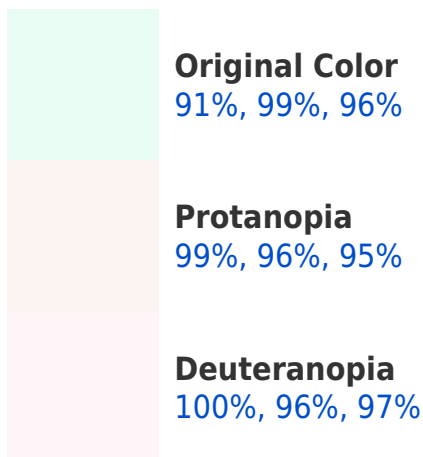 Original Color
91%, 99%, 96%
Protanopia
99%, 96%, 95%
Deuteranopia
100%, 96%, 97%